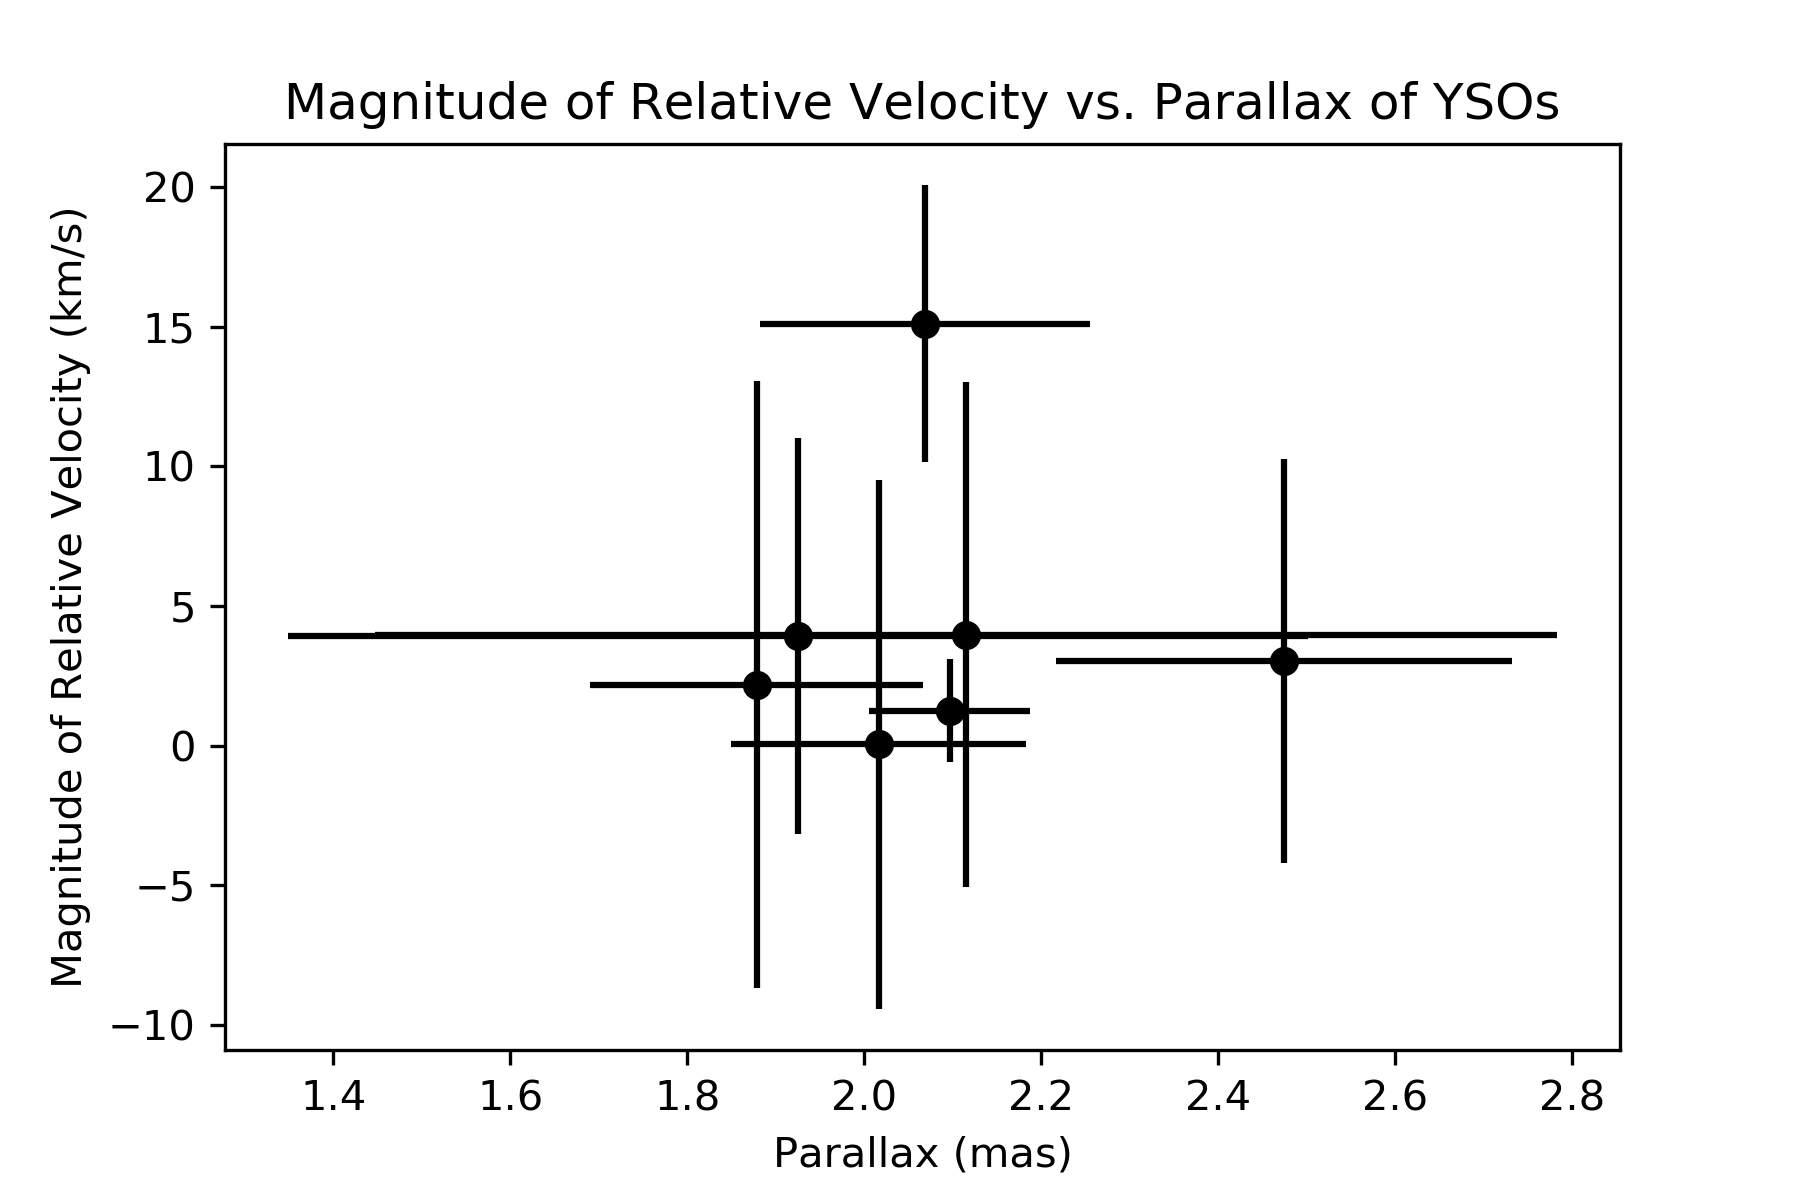 Magnitude of Relative Velocity vs. Parallax of YSOs
Magnitude of Relative Velocity (km/s)
20
15
10
5
0
−5
−10
1.4 1.6 1.8 2.0 2.2 2.4 2.6 2.8
Parallax (mas)